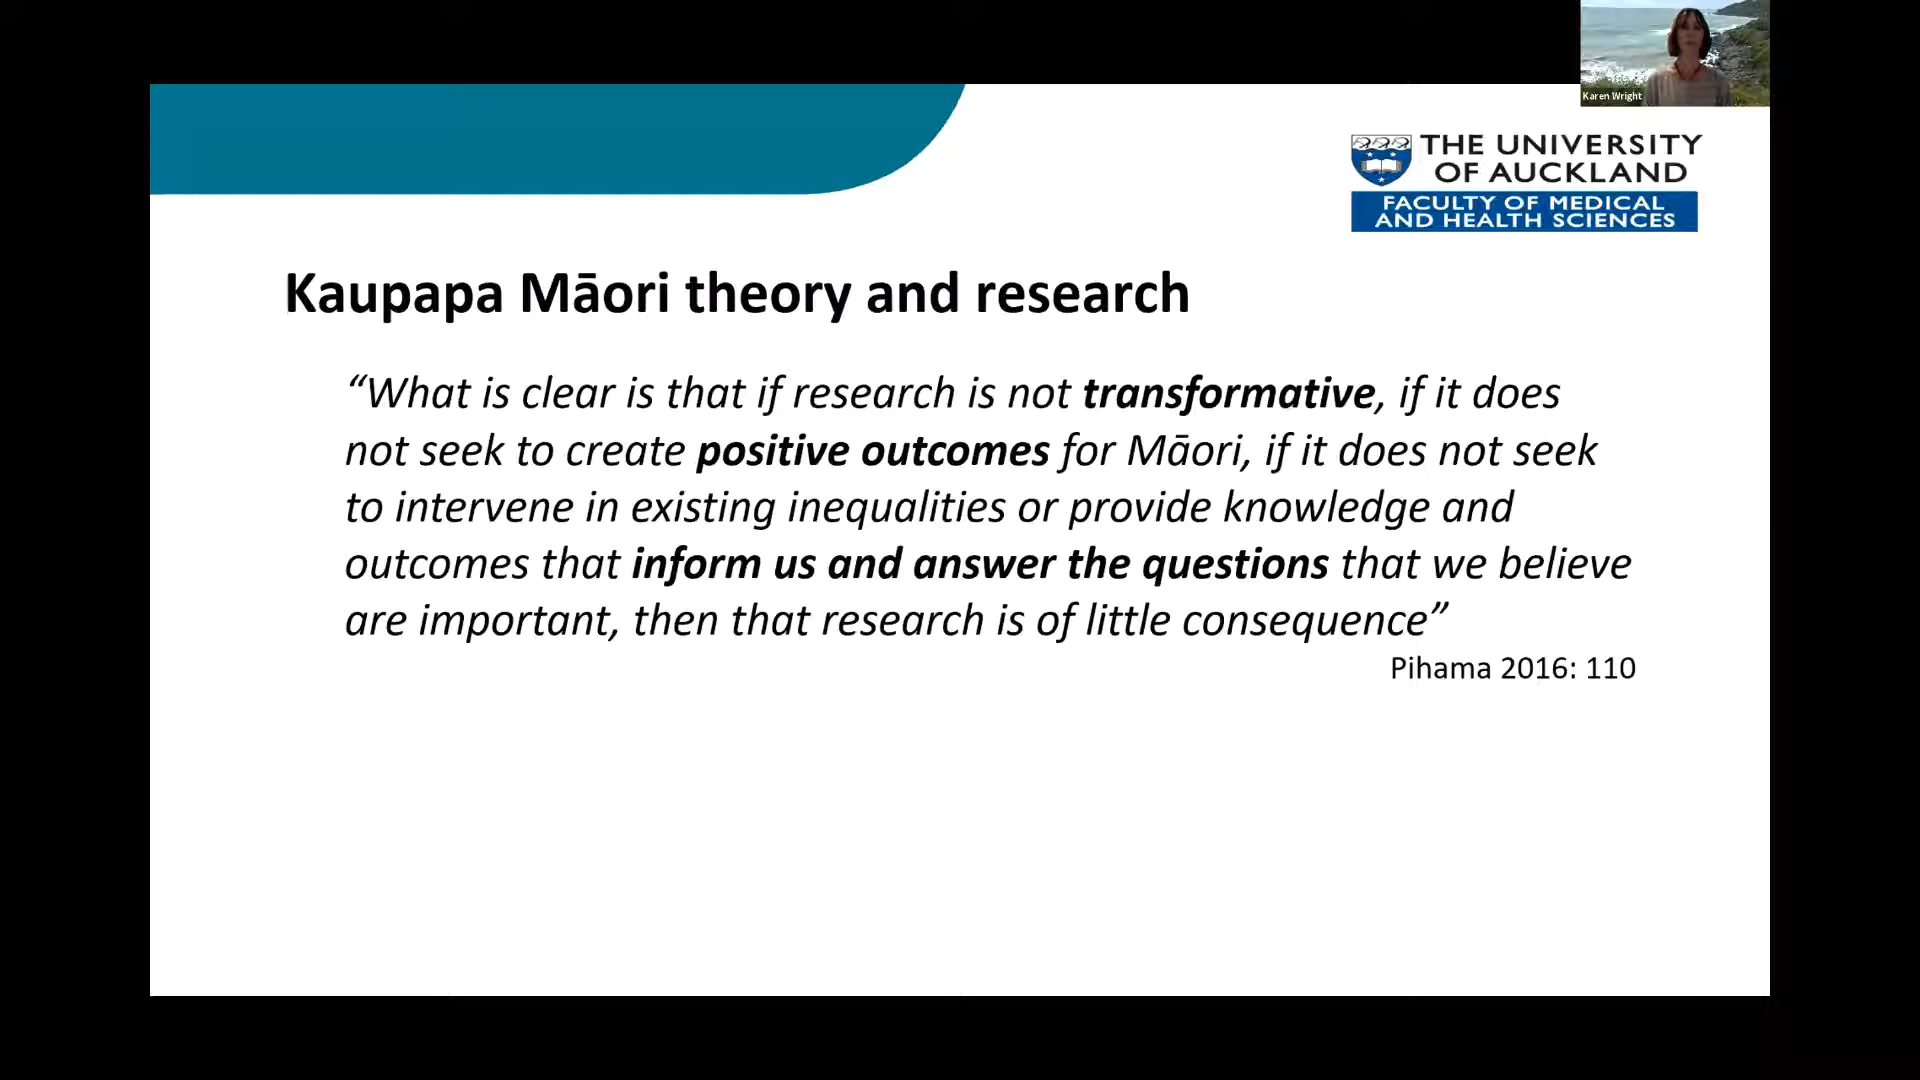 Karen Wright
THE UNIVERSITY
OF AUCKLAND
FACULTY OF MEDICAL
AND HEALTH SCIENCES
Kaupapa Māori theory and research
“What is clear is that if research is not transformative, if it does
not seek to create positive outcomes for Māori, if it does not seek
to intervene in existing inequalities or provide knowledge and
outcomes that inform us and answer the questions that we believe
are important, then that research is of little consequence”
Pihama 2016: 110